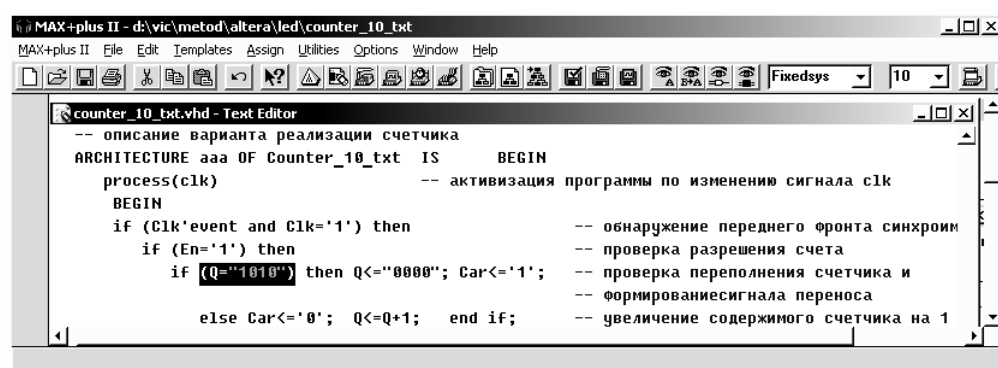 MAX+plus II - d:\vic\metod\altera\led\counter_10_txt
MAX+plus II File Edit Templates Assign Utilities Options Window Help
Fixedsys 10
counter_10_txt.vhd - Text Editor
-- описание варианта реализации счетчика
ARCHITECTURE aaa OF Counter_10_txt IS BEGIN
process(clk) -- активизация программы по изменению сигнала clk
BEGIN
if (Clk'event and Clk='1') then -- обнаружение переднего фронта синхроим
if (En='1') then -- проверка разрешения счета
if (Q="1010") then Q<="0000"; Car<='1'; -- проверка переполнения счетчика и
-- формированиесигнала переноса
else Car<='0'; Q<=Q+1; end if; -- увеличение содержимого счетчика на 1